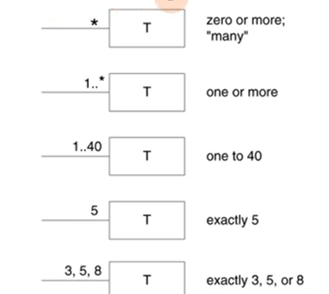 * T zero or more;
"many"
1..* T one or more
1..40 T one to 40
5 T exactly 5
3, 5, 8 T exactly 3, 5, or 8